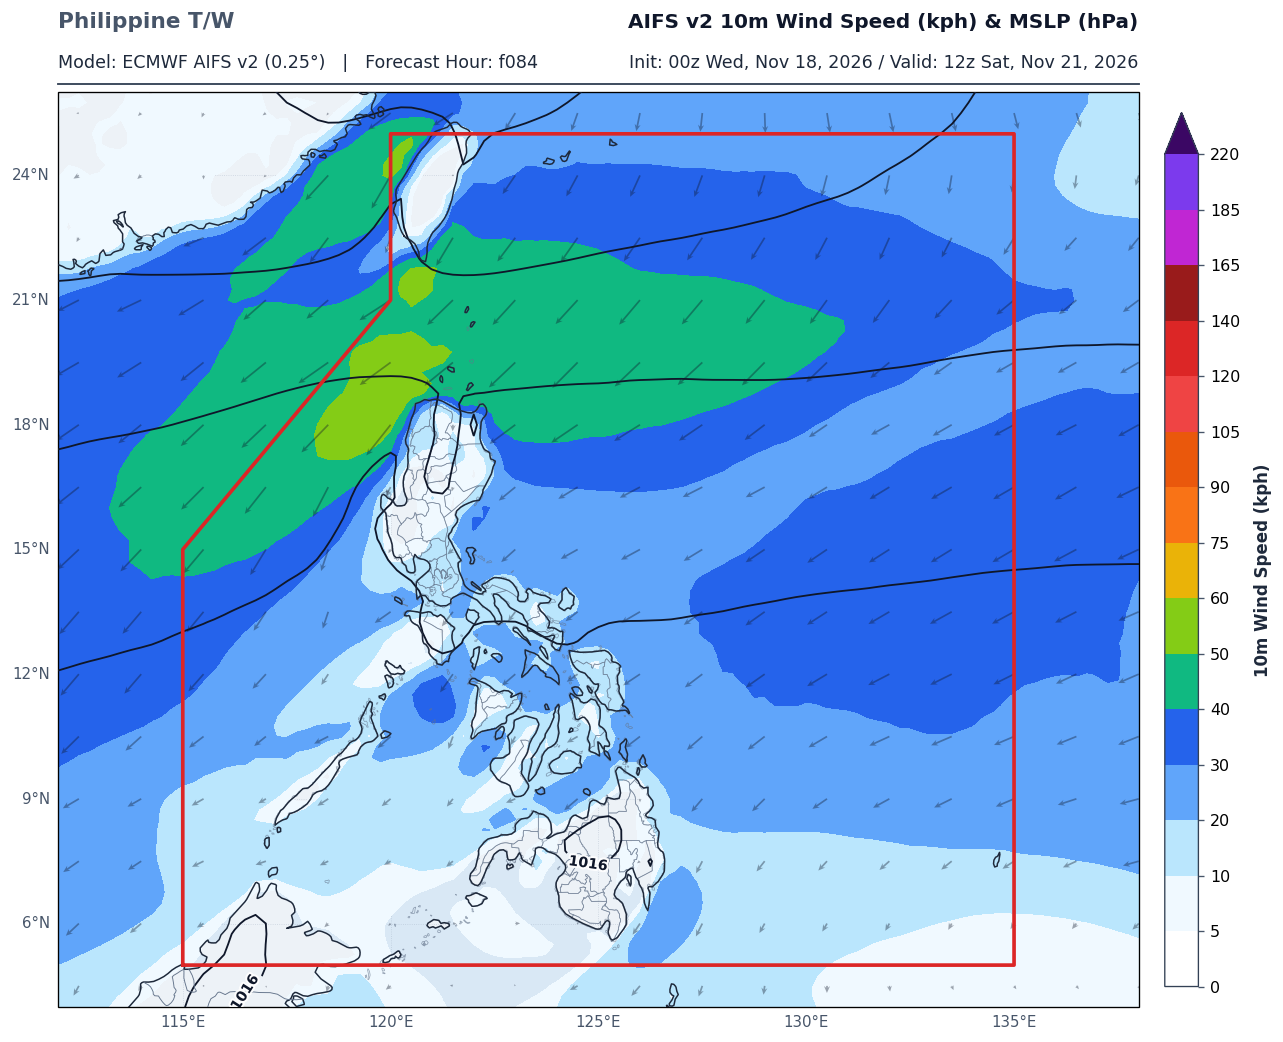 Philippine T/W
AIFS v2 10m Wind Speed (kph) & MSLP (hPa)
Model: ECMWF AIFS v2 (0.25°) | Forecast Hour: f084
Init: 00z Wed, Nov 18, 2026 / Valid: 12z Sat, Nov 21, 2026
24°N
21°N
18°N
15°N
12°N
9°N
6°N
1016
1016
115°E
120°E
125°E
130°E
135°E
220
185
165
140
120
105
90
75
60
50
40
30
20
10
5
0
10m Wind Speed (kph)